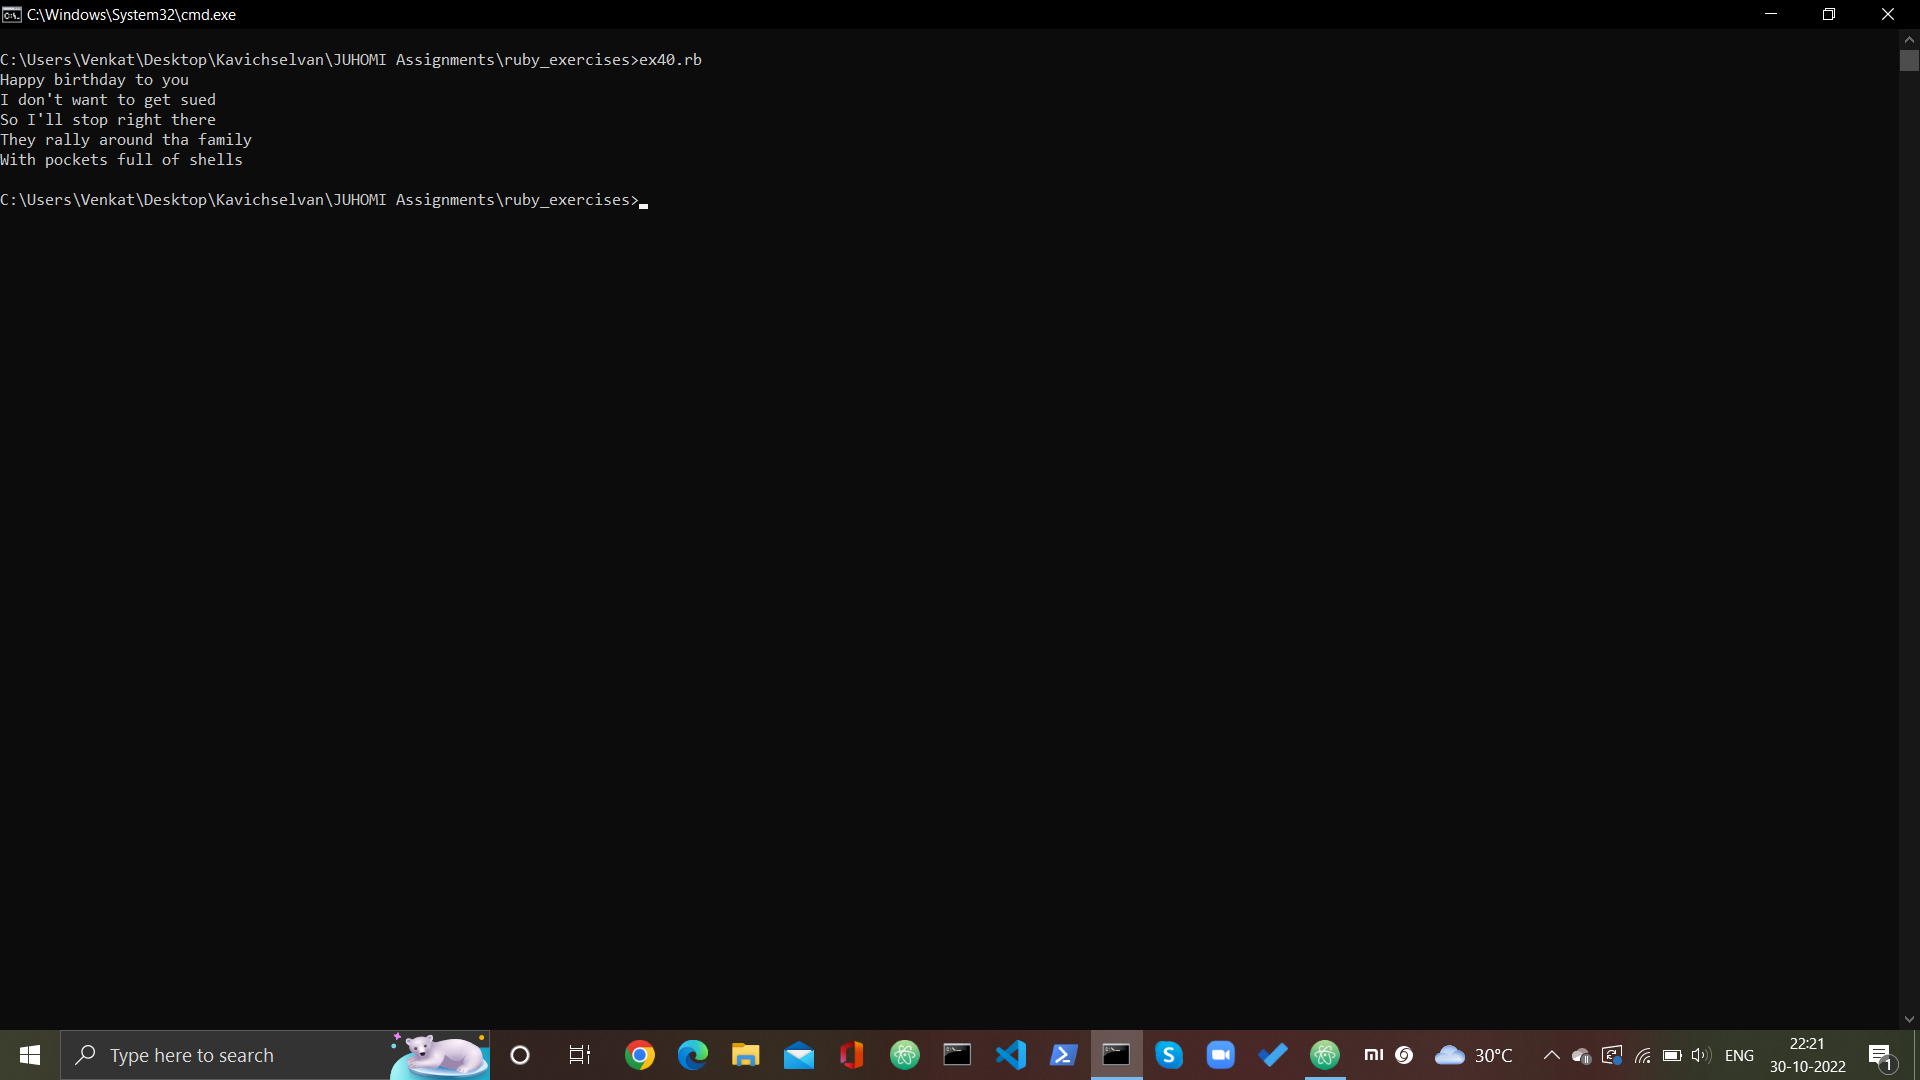 C:\Windows\System32\cmd.exe
C:\Users\Venkat\Desktop\Kavichselvan\JUHOMI Assignments\ruby_exercises>ex40.rb
Happy birthday to you
I don't want to get sued
So I'll stop right there
They rally around tha family
With pockets full of shells
C:\Users\Venkat\Desktop\Kavichselvan\JUHOMI Assignments\ruby_exercises>
Type here to search
30°C
ENG
22:21
30-10-2022
1